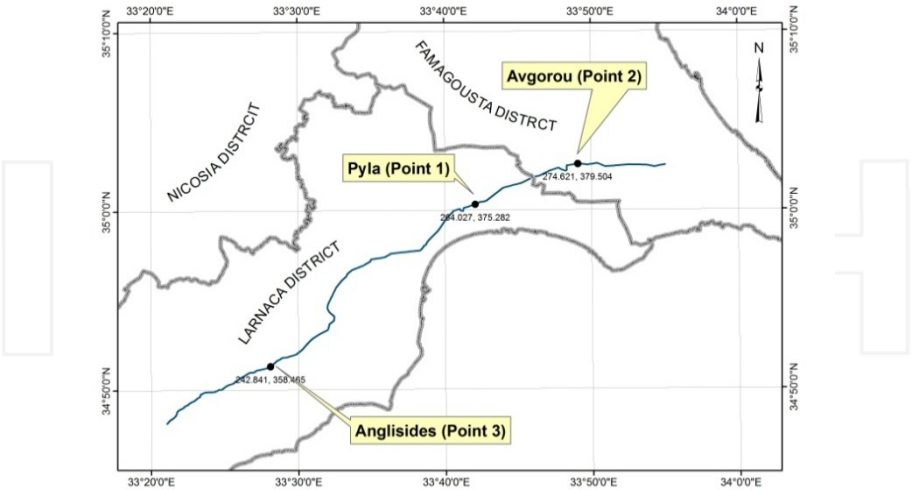 33°20'0"E 33°30'0"E 33°40'0"E 33°50'0"E 34°0'0"E
35°10'0"N
35°10'0"N
N
FAMAGOUSTA DISTRCT
Avgorou (Point 2)
NICOSIA DISTRCIT
Pyla (Point 1)
274.621, 379.504
264.027, 375.282
35°0'0"N
35°0'0"N
LARNACA DISTRICT
242.841, 358.465
34°50'0"N
34°50'0"N
Anglisides (Point 3)
33°20'0"E 33°30'0"E 33°40'0"E 33°50'0"E 34°0'0"E